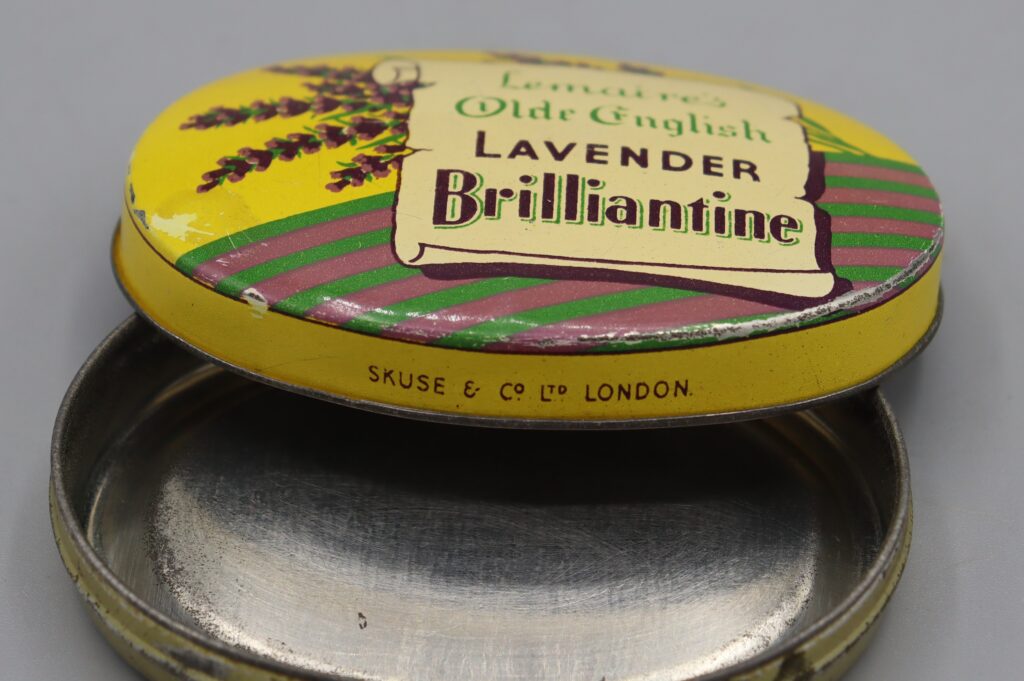 Lemaire's
Olde English
LAVENDER
Brilliantine
SKUSE & Co LTD LONDON.